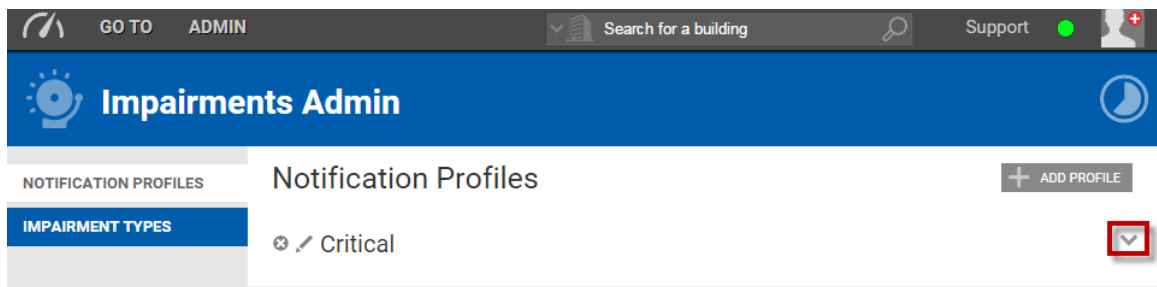 GO TO ADMIN Search for a building Support
Impairments Admin
NOTIFICATION PROFILES
IMPAIRMENT TYPES
Notification Profiles
ADD PROFILE
Critical